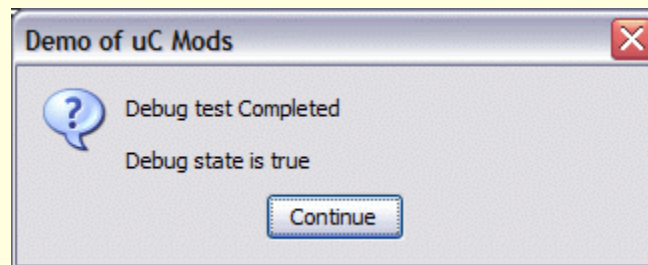 Demo of uC Mods
Debug test Completed
Debug state is true
Continue